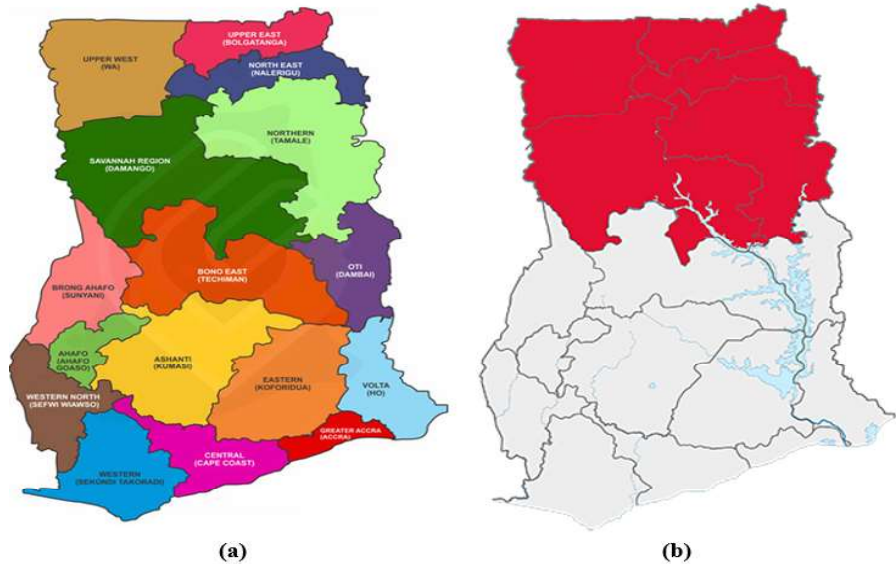 UPPER EAST
(BOLGATANGA)
UPPER WEST
(WA)
NORTH EAST
(NALERIGU)
NORTHERN
(TAMALE)
SAVANNAH REGION
(DAMANGO)
OTI
(DAMBAI)
BONO EAST
(TECHIMAN)
BRONG AHAFO
(SUNYANI)
AHAFO
(AHAFO
GOASO)
ASHANTI
(KUMASI)
EASTERN
(KOFORIDUA)
VOLTA
(HO)
WESTERN NORTH
(SEFWI WIAWSO)
GREATER ACCRA
(ACCRA)
CENTRAL
(CAPE COAST)
WESTERN
(SEKONDI TAKORADI)
(a)
(b)